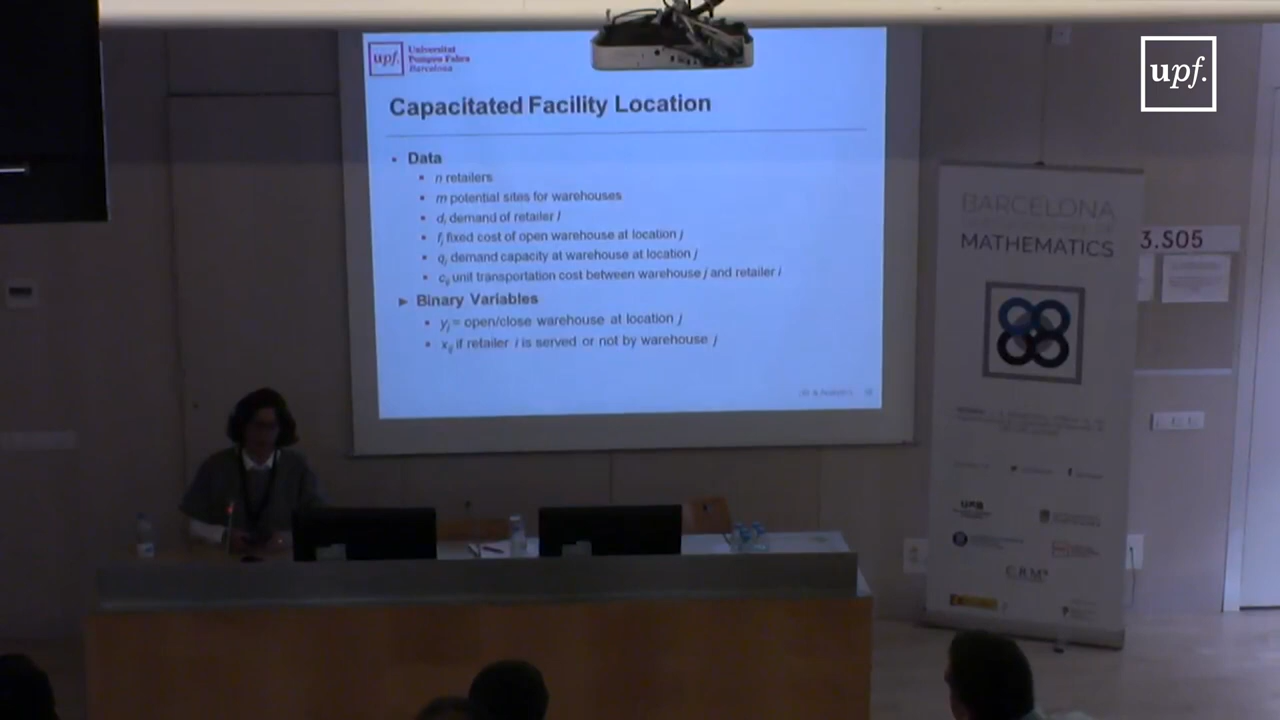 upf.
Universitat
Pompeu Fabra
Barcelona
upf.
Capacitated Facility Location
• Data
▪ n retailers
▪ m potential sites for warehouses
▪ di demand of retailer i
▪ fj fixed cost of open warehouse at location j
▪ qj demand capacity at warehouse at location j
▪ cij unit transportation cost between warehouse j and retailer i
► Binary Variables
▪ yj = open/close warehouse at location j
▪ xij if retailer i is served or not by warehouse j
BARCELONA
MATHEMATICS
3.S05
UAB
CRM